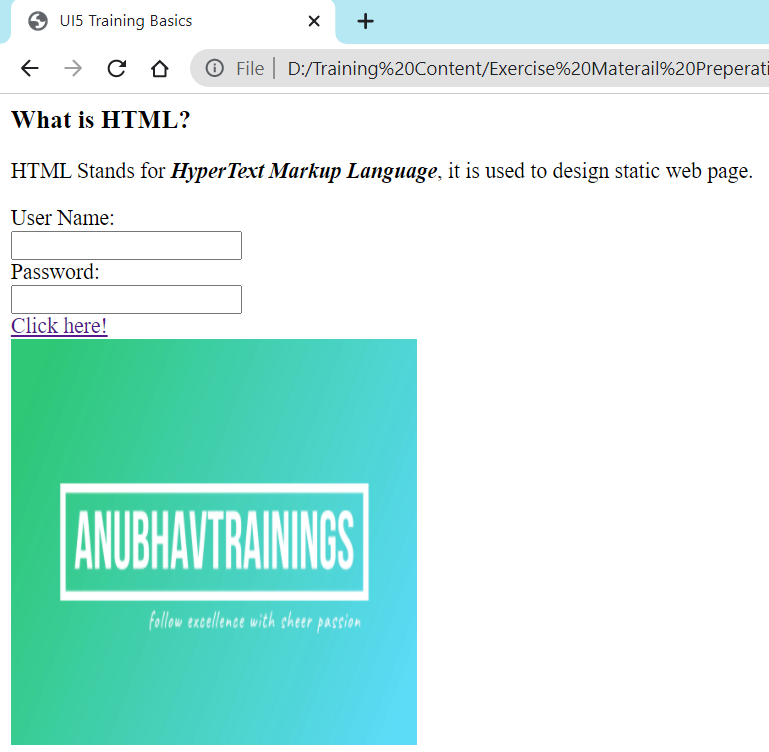 UI5 Training Basics
File
D:/Training%20Content/Exercise%20Materail%20Preperati
What is HTML?
HTML Stands for HyperText Markup Language, it is used to design static web page.
User Name:
Password:
Click here!
ANUBHAVTRAININGS
follow excellence with sheer passion